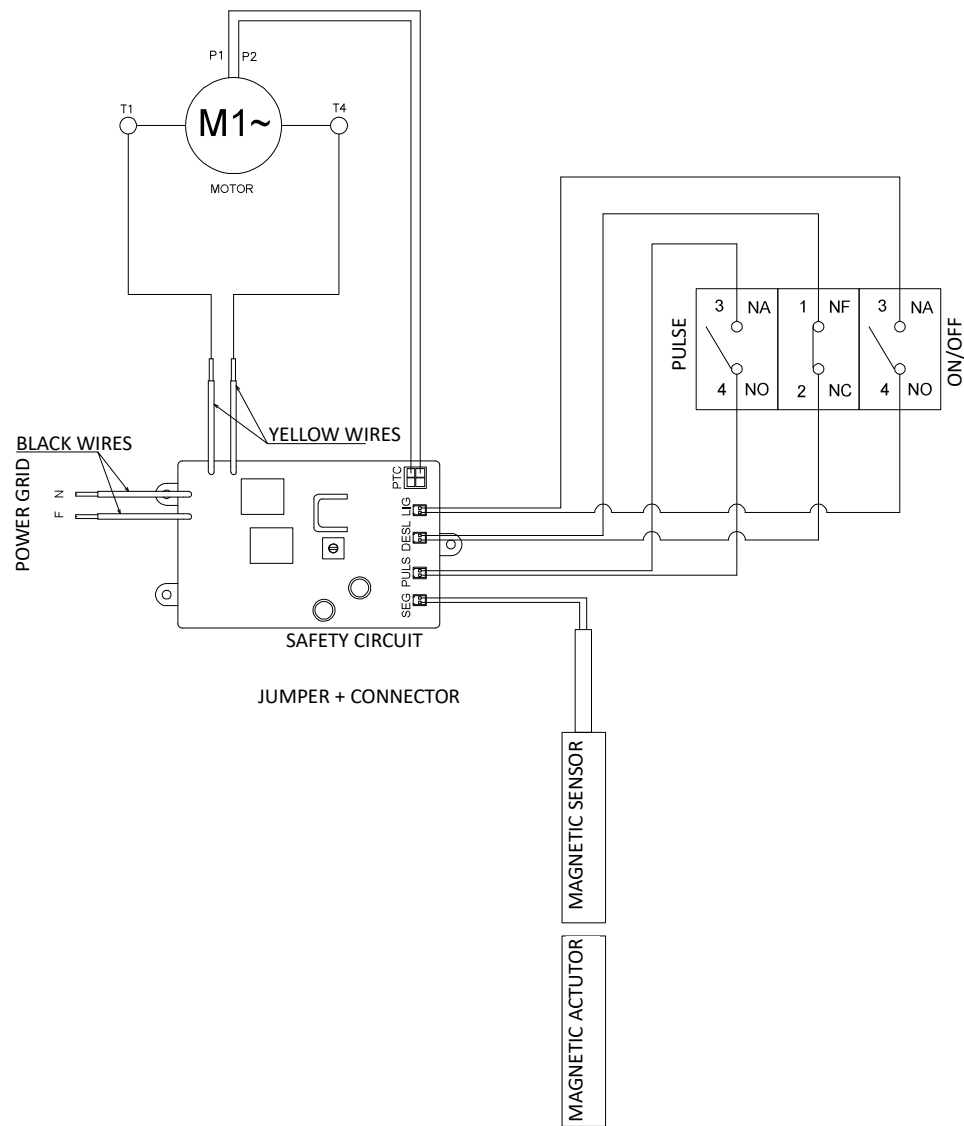 P1 P2
T1
T4
M1~
MOTOR
3 NA
1 NF
3 NA
PULSE
ON/OFF
4 NO
2 NC
4 NO
YELLOW WIRES
BLACK WIRES
POWER GRID
N
F
PTC
LIG
DESL
PULS
SEG
SAFETY CIRCUIT
JUMPER + CONNECTOR
MAGNETIC SENSOR
MAGNETIC ACTUTOR